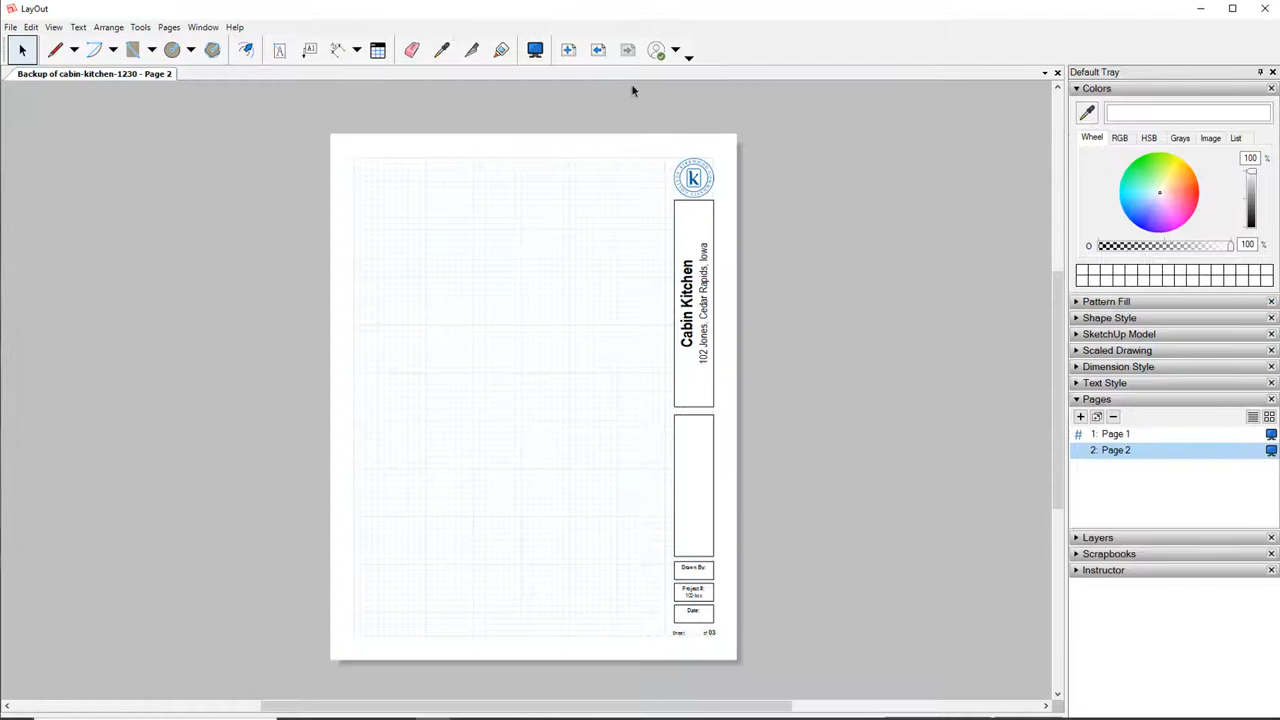 LayOut
File Edit View Text Arrange Tools Pages Window Help
Backup of cabin-kitchen-1230 - Page 2
Default Tray
Colors
Wheel RGB HSB Grays Image List
100 %
O 100 %
Pattern Fill
Shape Style
SketchUp Model
Scaled Drawing
Dimension Style
Text Style
Pages
# 1: Page 1
2: Page 2
Layers
Scrapbooks
Instructor
k
Cabin Kitchen
102 Jones, Cedar Rapids, Iowa
Drawn By:
Project #:
Date:
of 03